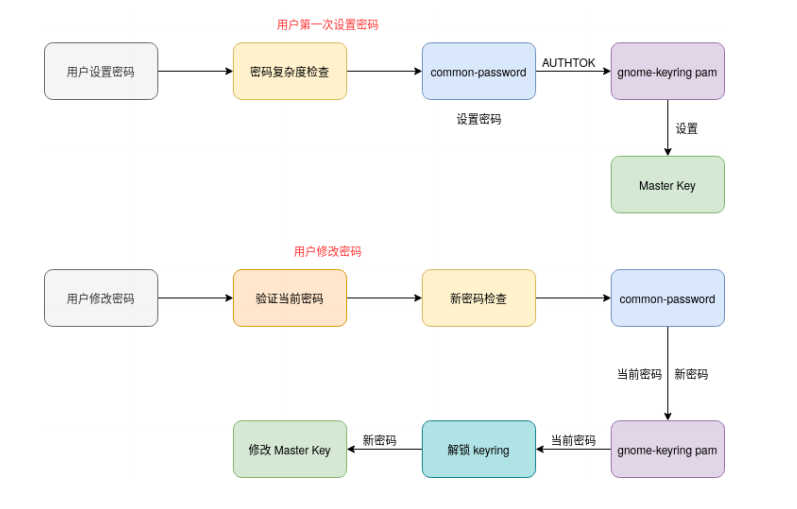 用户第一次设置密码
用户设置密码
密码复杂度检查
common-password
AUTHTOK
gnome-keyring pam
设置密码
设置
Master Key
用户修改密码
用户修改密码
验证当前密码
新密码检查
common-password
当前密码
新密码
修改 Master Key
新密码
解锁 keyring
当前密码
gnome-keyring pam